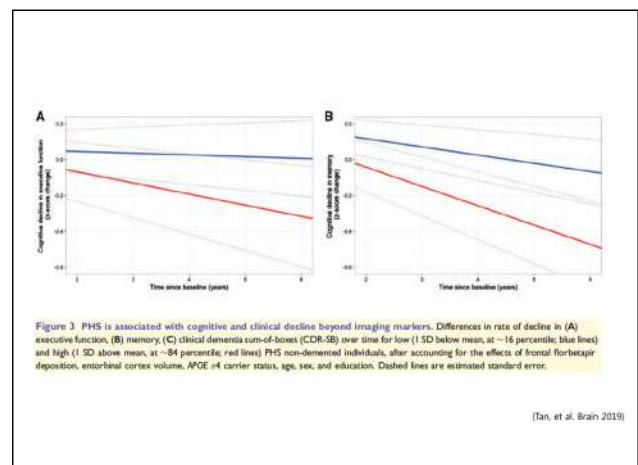 A
B
Cognitive decline in executive function
(z-score change)
Time since baseline (years)
Cognitive decline in memory
(z-score change)
Time since baseline (years)
Figure 3 PHS is associated with cognitive and clinical decline beyond imaging markers. Differences in rate of decline in (A)
executive function, (B) memory, (C) clinical dementia sum-of-boxes (CDR-SB) over time for low (1 SD below mean, at ~16 percentile; blue lines)
and high (1 SD above mean, at ~84 percentile; red lines) PHS non-demented individuals, after accounting for the effects of frontal florbetapir
deposition, entorhinal cortex volume, APOE ε4 carrier status, age, sex, and education. Dashed lines are estimated standard error.
(Tan, et al. Brain 2019)